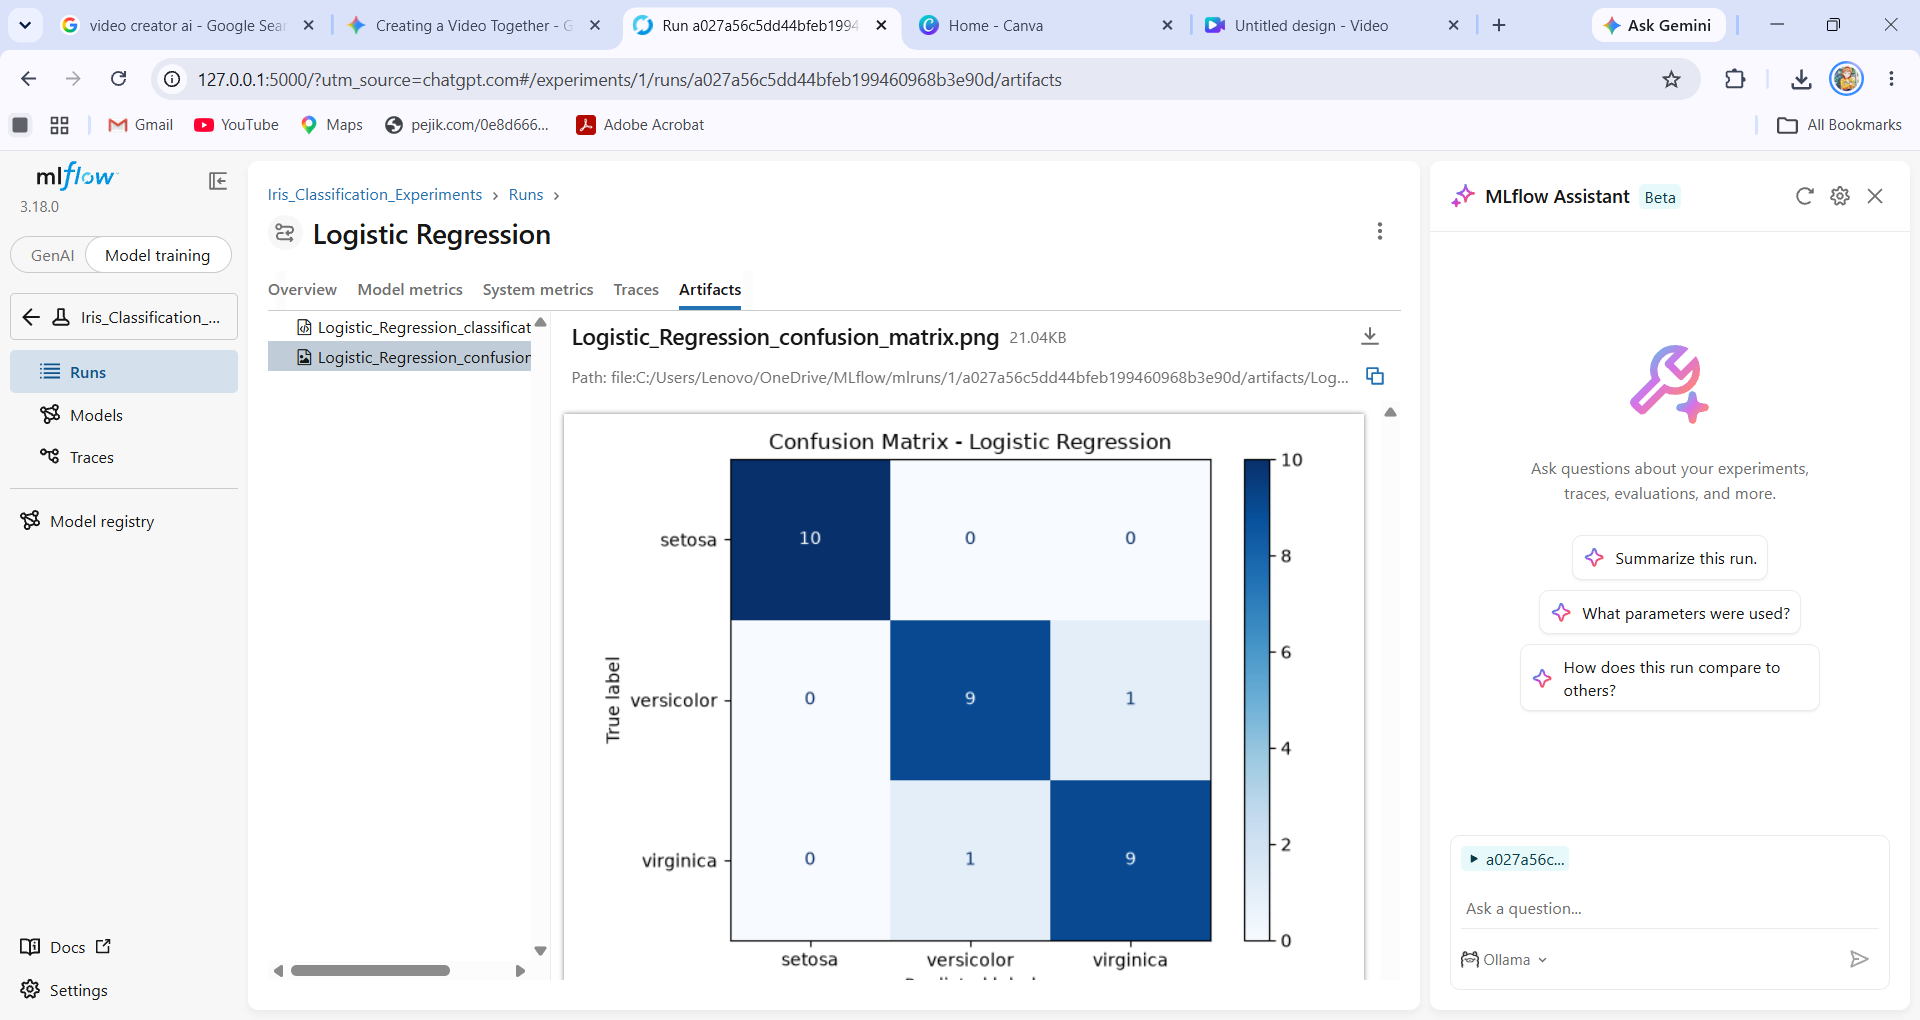 video creator ai - Google Sear
Creating a Video Together - G
Run a027a56c5dd44bfeb1994
Home - Canva
Untitled design - Video
Ask Gemini
127.0.0.1:5000/?utm_source=chatgpt.com#/experiments/1/runs/a027a56c5dd44bfeb199460968b3e90d/artifacts
Gmail
YouTube
Maps
pejik.com/0e8d666...
Adobe Acrobat
All Bookmarks
mlflow
3.18.0
GenAI
Model training
Iris_Classification_...
Runs
Models
Traces
Model registry
Docs
Settings
Iris_Classification_Experiments > Runs >
Logistic Regression
Overview
Model metrics
System metrics
Traces
Artifacts
Logistic_Regression_classificat
Logistic_Regression_confusion
Logistic_Regression_confusion_matrix.png 21.04KB
Path: file:C:/Users/Lenovo/OneDrive/MLflow/mlruns/1/a027a56c5dd44bfeb199460968b3e90d/artifacts/Log...
Confusion Matrix - Logistic Regression
setosa 10 0 0
versicolor 0 9 1
virginica 0 1 9
True label
setosa versicolor virginica
10
8
6
4
2
0
MLflow Assistant Beta
Ask questions about your experiments,
traces, evaluations, and more.
Summarize this run.
What parameters were used?
How does this run compare to
others?
a027a56c...
Ask a question...
Ollama